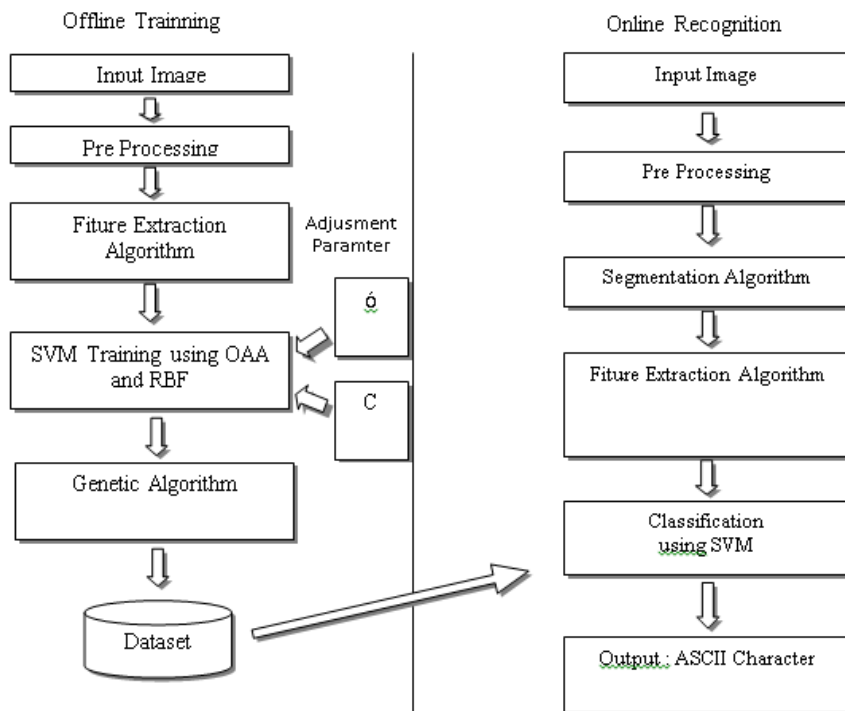 Offline Trainning
Input Image
Pre Processing
Fiture Extraction
Algorithm
Adjusment
Paramter
ó
SVM Training using OAA
and RBF
C
Genetic Algorithm
Dataset
Online Recognition
Input Image
Pre Processing
Segmentation Algorithm
Fiture Extraction Algorithm
Classification
using SVM
Output : ASCII Character